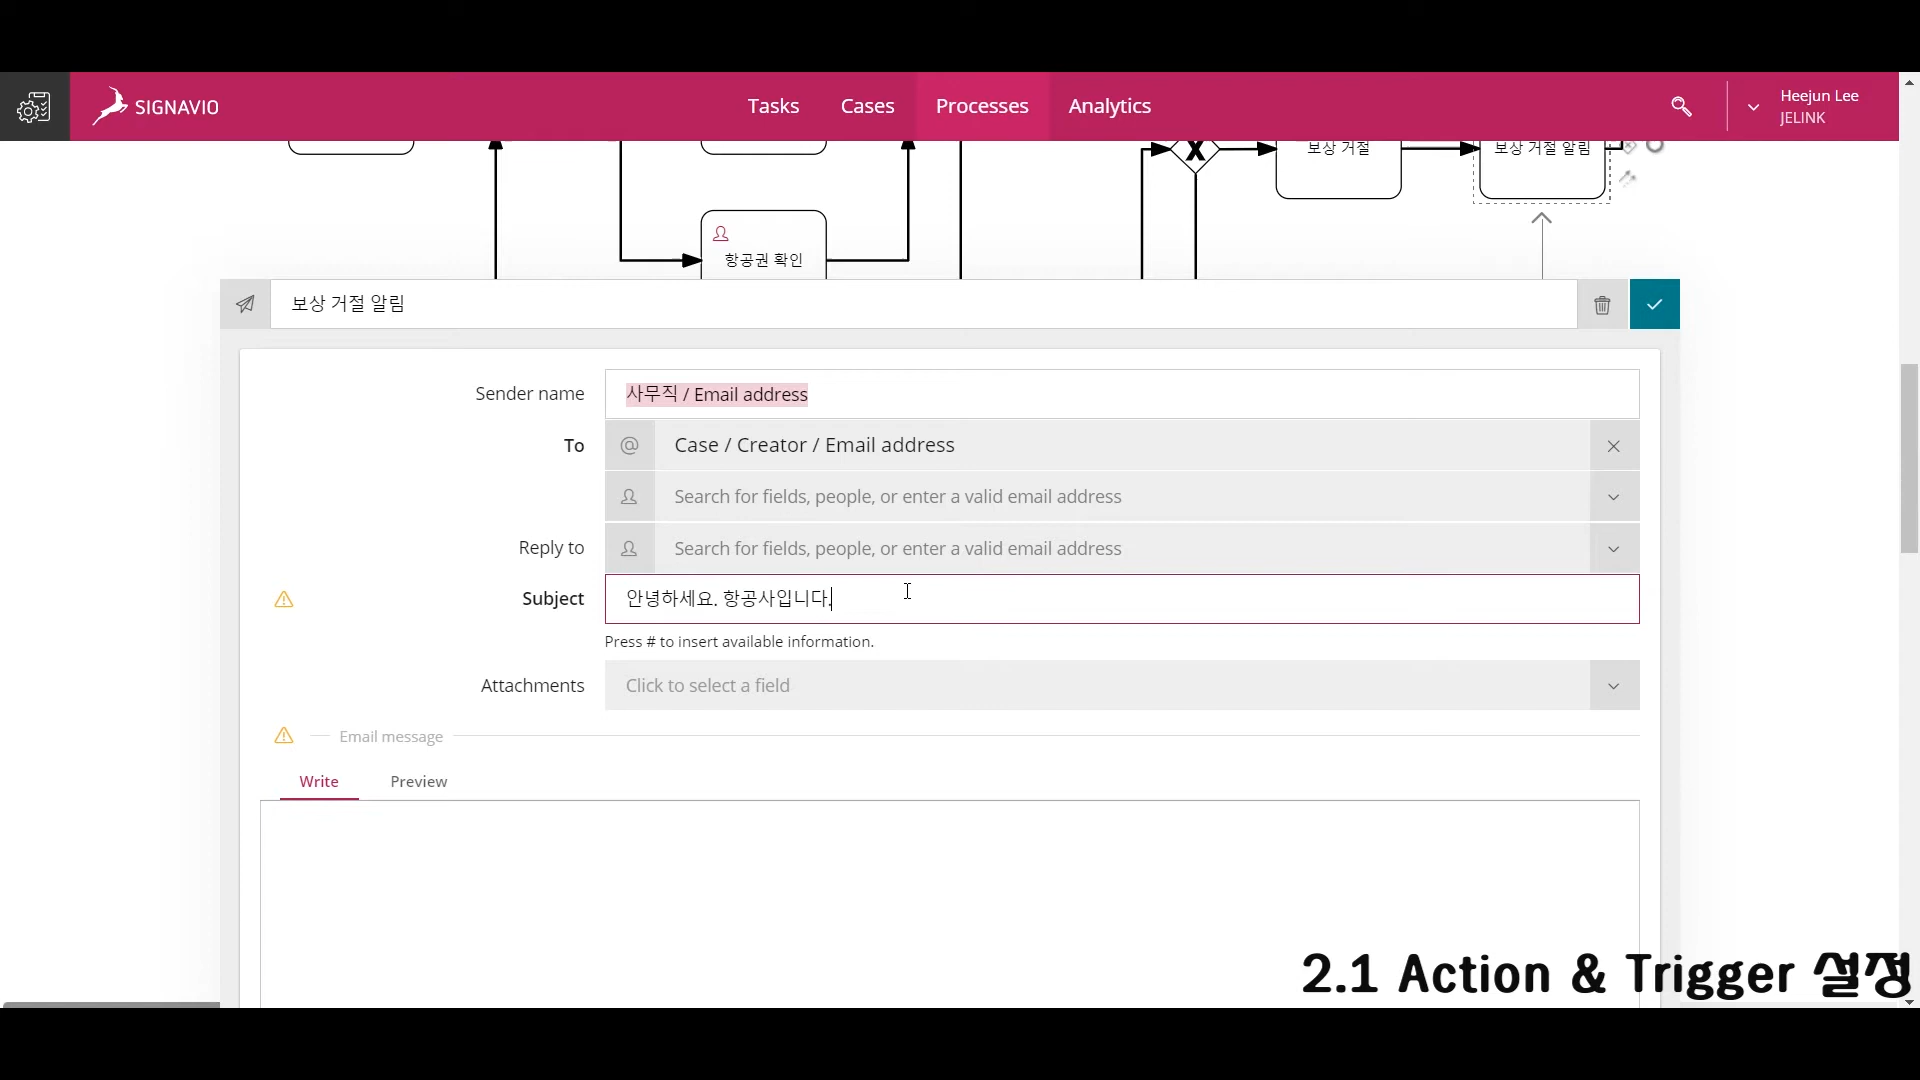 SIGNAVIO
Tasks
Cases
Processes
Analytics
Heejun Lee
JELINK
보상 거절
보상 거절 알림
항공권 확인
보상 거절 알림
Sender name
사무직 / Email address
To
@
Case / Creator / Email address
Search for fields, people, or enter a valid email address
Reply to
Search for fields, people, or enter a valid email address
Subject
안녕하세요. 항공사입니다.
Press # to insert available information.
Attachments
Click to select a field
Email message
Write
Preview
2.1 Action & Trigger 설정